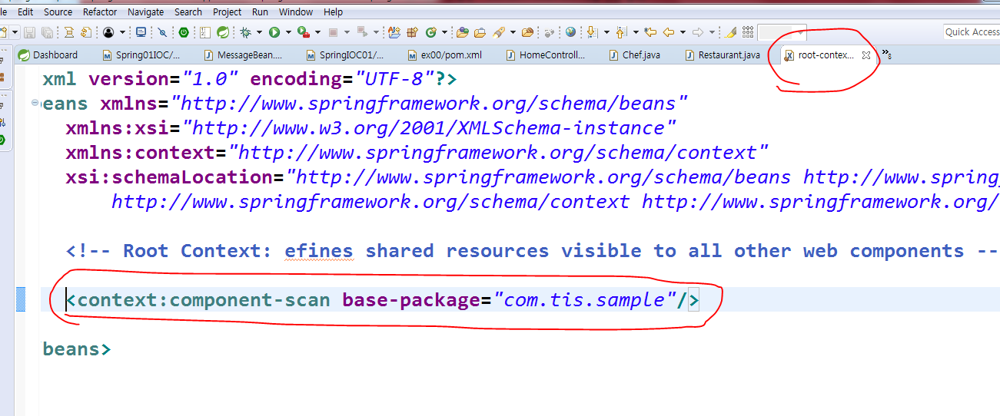 le Edit Source Refactor Navigate Search Project Run Window Help
Quick Access
Dashboard Spring01IOC/... MessageBean.... SpringIOC01/... ex00/pom.xml HomeControll... Chef.java Restaurant.java root-contex... »8
xml version="1.0" encoding="UTF-8"?>
eans xmlns="http://www.springframework.org/schema/beans"
xmlns:xsi="http://www.w3.org/2001/XMLSchema-instance"
xmlns:context="http://www.springframework.org/schema/context"
xsi:schemaLocation="http://www.springframework.org/schema/beans http://www.spring
http://www.springframework.org/schema/context http://www.springframework.org/
<!-- Root Context: efines shared resources visible to all other web components --
<context:component-scan base-package="com.tis.sample"/>
beans>